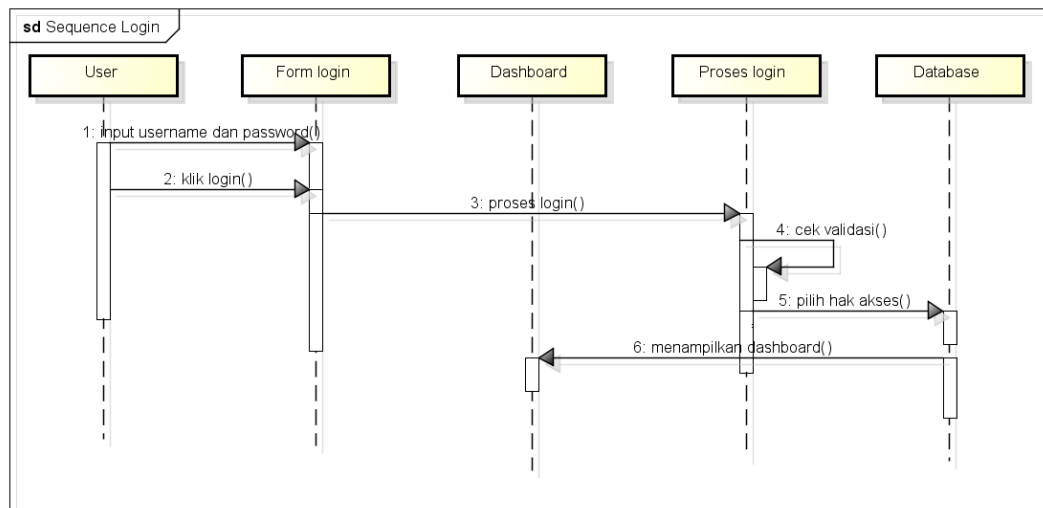 sd Sequence Login
User
Form login
Dashboard
Proses login
Database
1: input username dan password()
2: klik login()
3: proses login()
4: cek validasi()
5: pilih hak akses()
6: menampilkan dashboard()